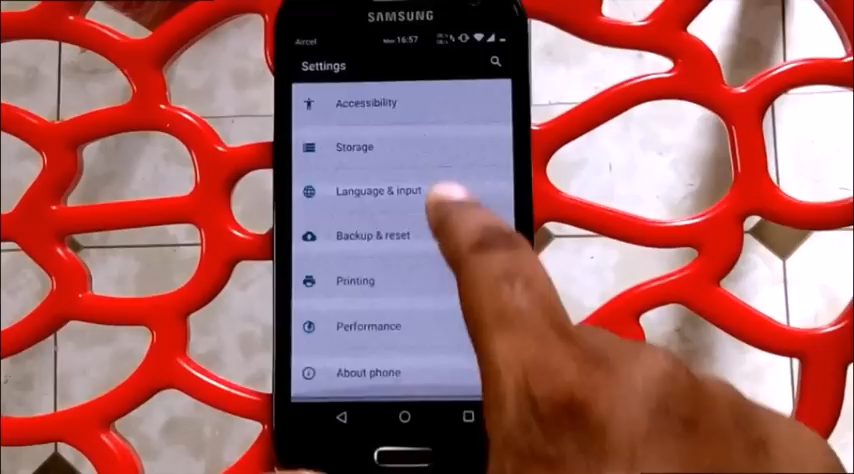 SAMSUNG
Aircel
16:57
Settings
Accessibility
Storage
Language & input
Backup & reset
Printing
Performance
About phone